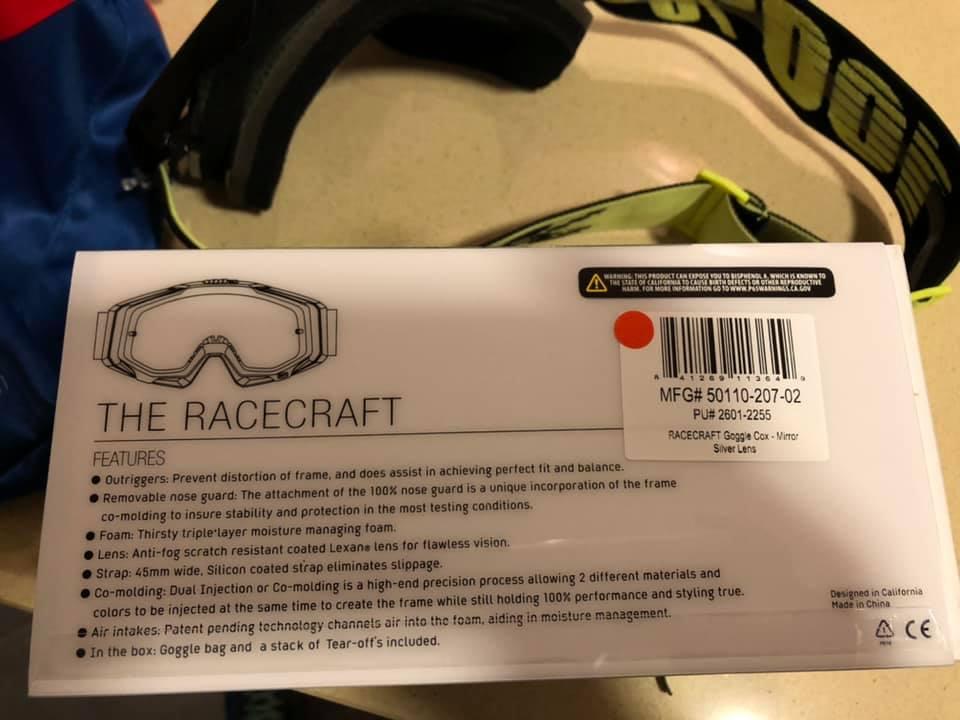 100%
WARNING: THIS PRODUCT CAN EXPOSE YOU TO BISPHENOL A, WHICH IS KNOWN TO
THE STATE OF CALIFORNIA TO CAUSE BIRTH DEFECTS OR OTHER REPRODUCTIVE
HARM. FOR MORE INFORMATION GO TO WWW.P65WARNINGS.CA.GOV
8 41269 11364 9
MFG# 50110-207-02
PU# 2601-2255
RACECRAFT Goggle Cox - Mirror
Silver Lens
THE RACECRAFT
FEATURES
● Outriggers: Prevent distortion of frame, and does assist in achieving perfect fit and balance.
● Removable nose guard: The attachment of the 100% nose guard is a unique incorporation of the frame
co-molding to insure stability and protection in the most testing conditions.
● Foam: Thirsty triple-layer moisture managing foam.
● Lens: Anti-fog scratch resistant coated Lexan® lens for flawless vision.
● Strap: 45mm wide, Silicon coated strap eliminates slippage.
● Co-molding: Dual Injection or Co-molding is a high-end precision process allowing 2 different materials and
colors to be injected at the same time to create the frame while still holding 100% performance and styling true.
● Air intakes: Patent pending technology channels air into the foam, aiding in moisture management.
● In the box: Goggle bag and a stack of Tear-off's included.
Designed in California
Made in China
CE